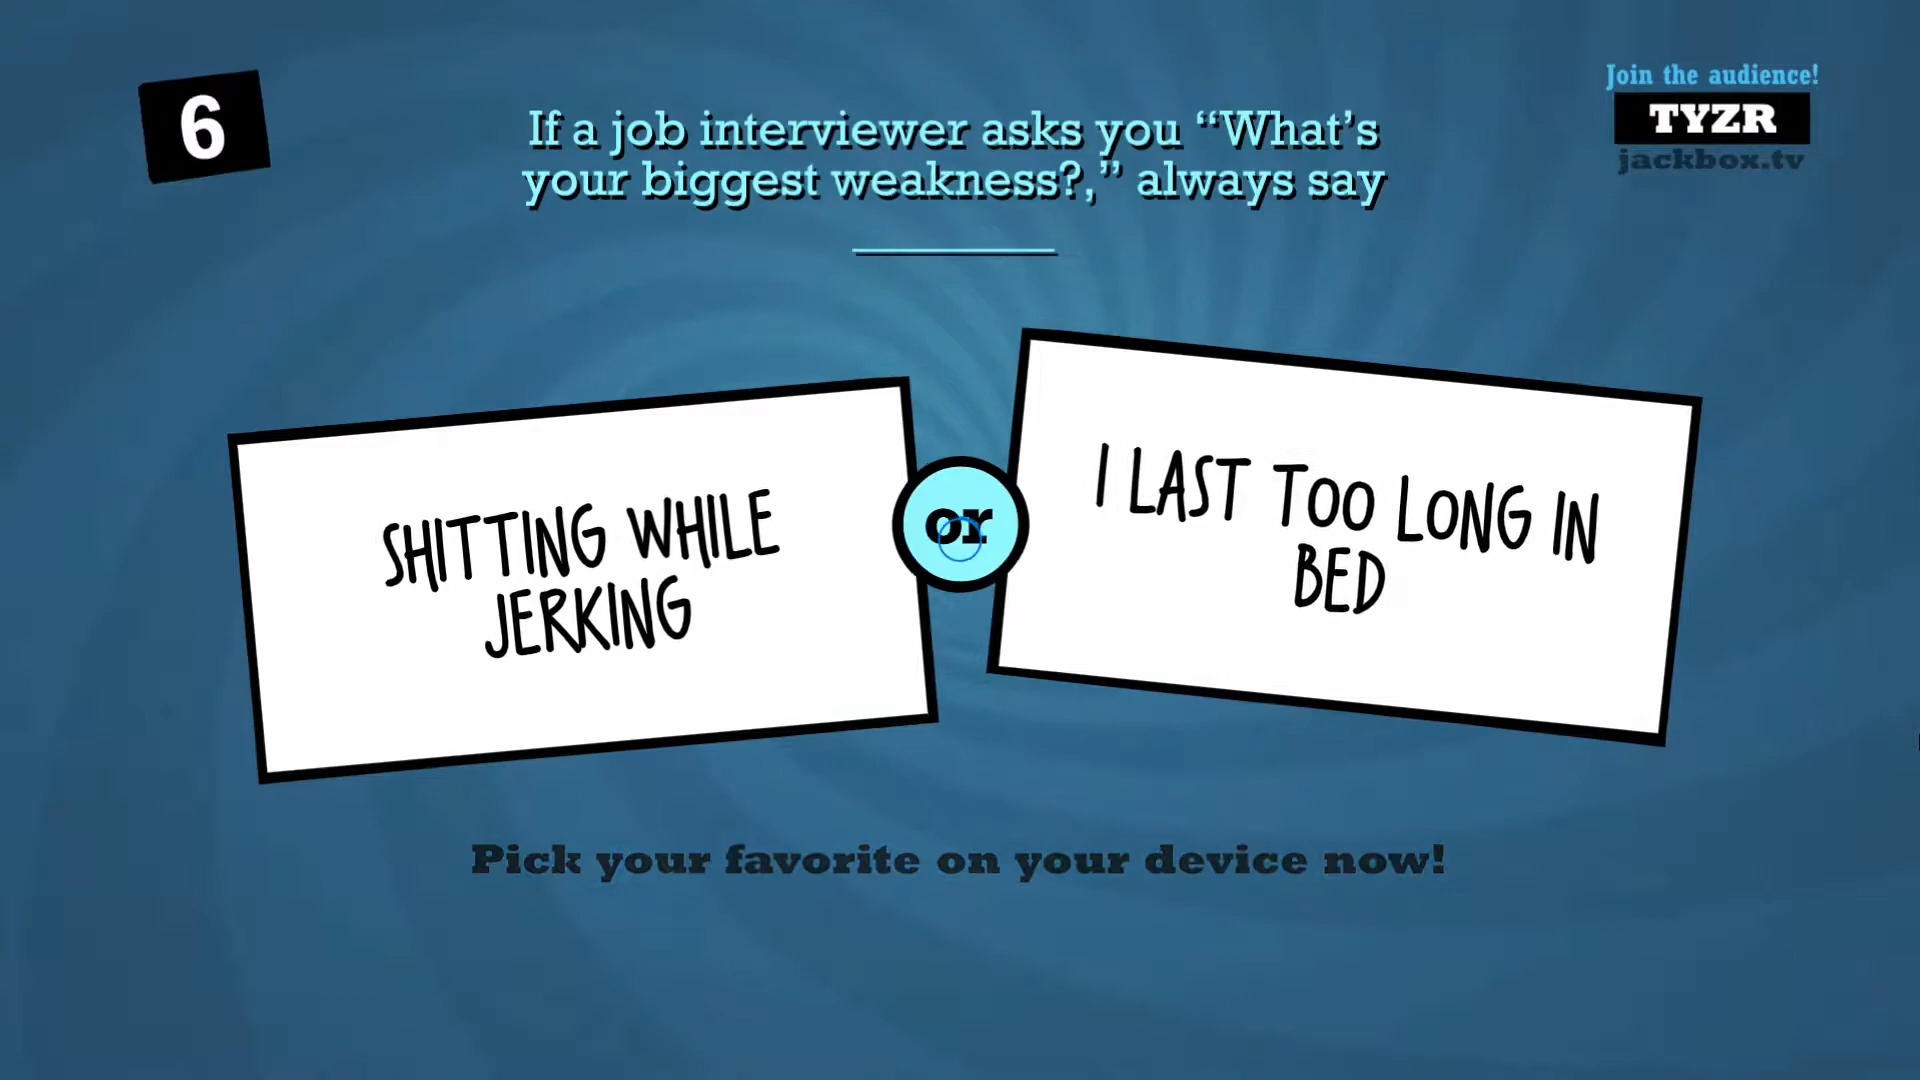 6
Join the audience!
TYZR
jackbox.tv
If a job interviewer asks you “What’s
your biggest weakness?,” always say
SHITTING WHILE
JERKING
or
I LAST TOO LONG IN
BED
Pick your favorite on your device now!